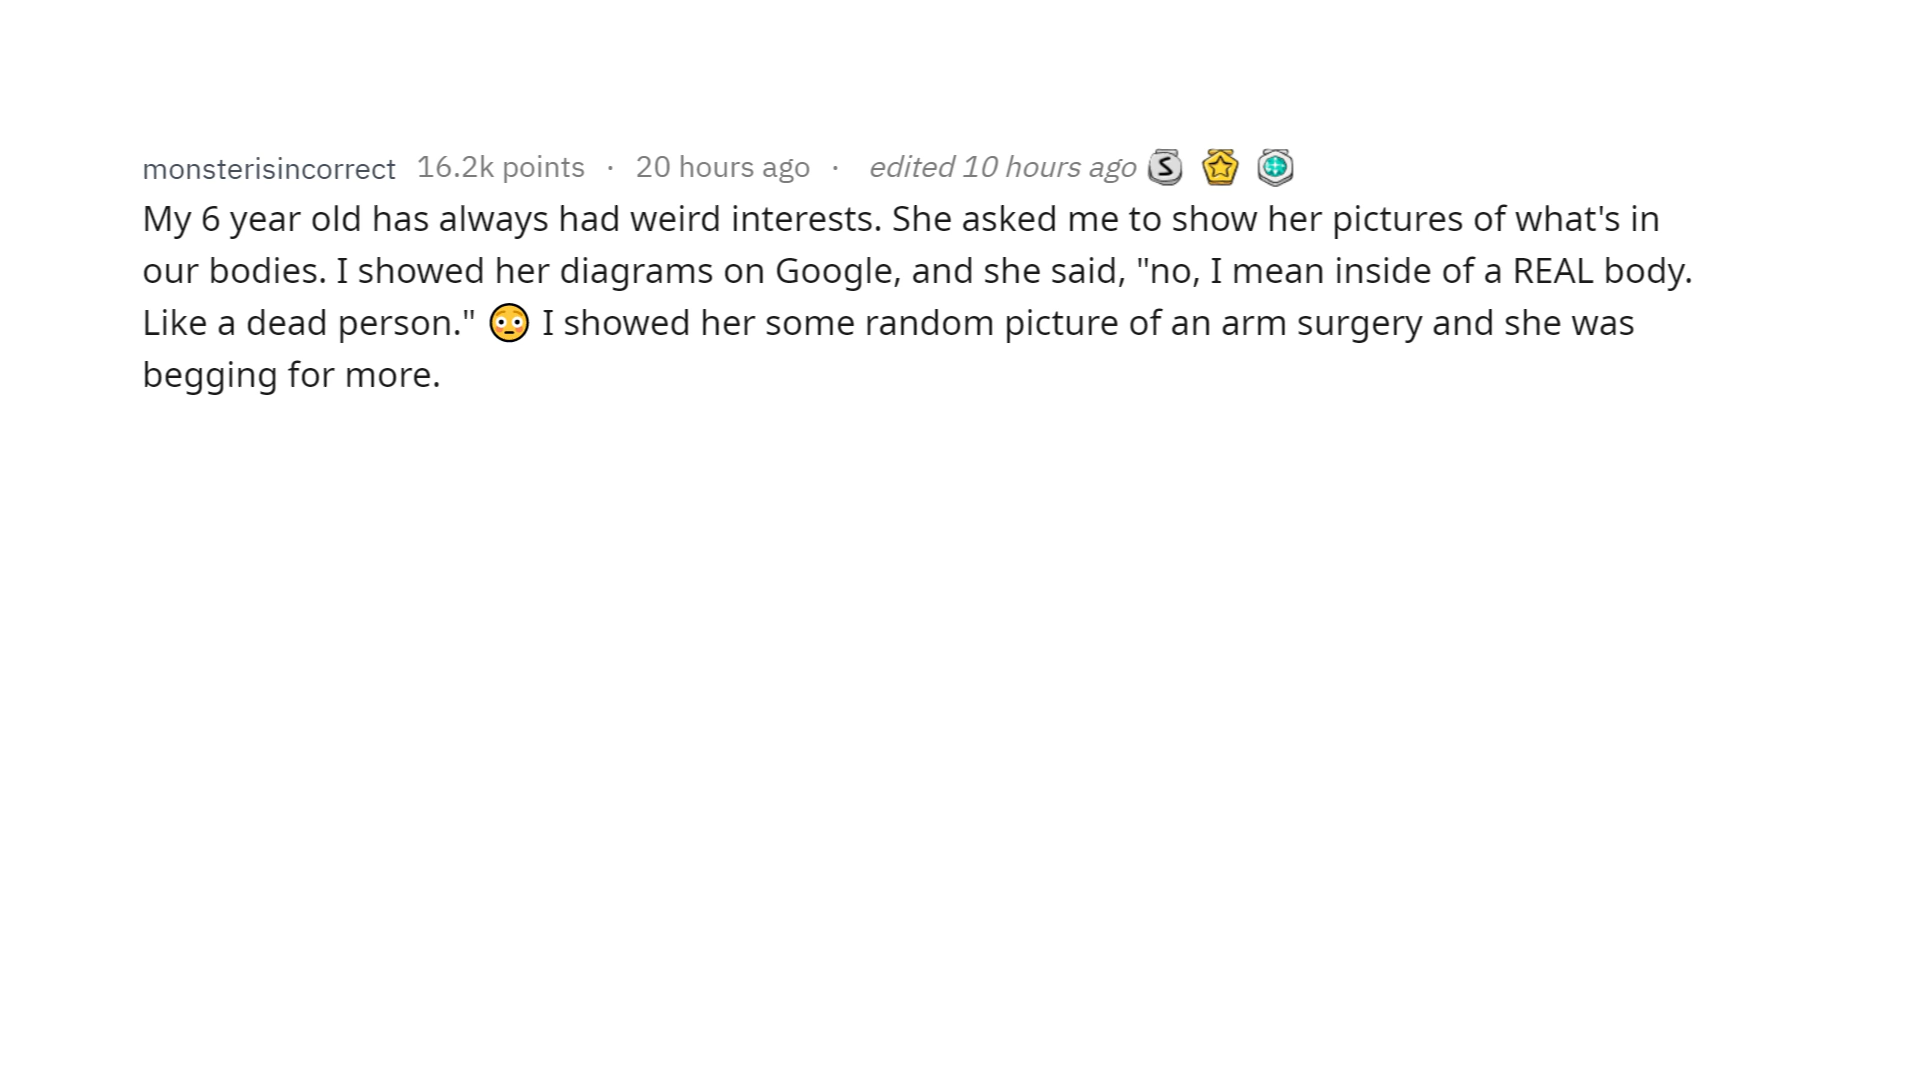 monsterisincorrect 16.2k points · 20 hours ago · edited 10 hours ago S
My 6 year old has always had weird interests. She asked me to show her pictures of what's in
our bodies. I showed her diagrams on Google, and she said, "no, I mean inside of a REAL body.
Like a dead person." 😳 I showed her some random picture of an arm surgery and she was
begging for more.